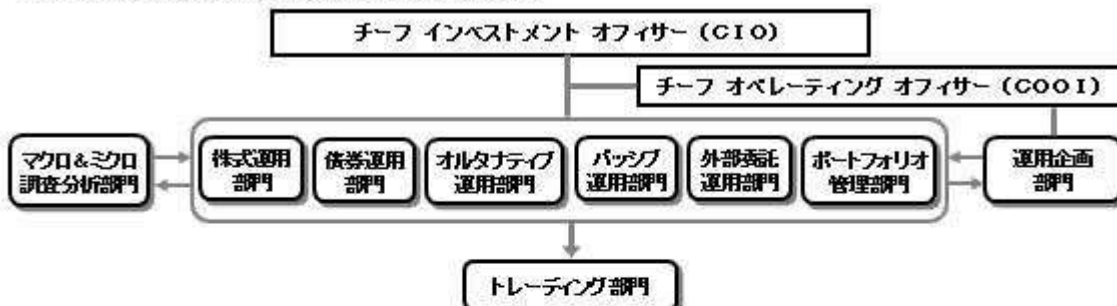 チーフ インベストメント オフィサー (CIO)
チーフ オペレーティング オフィサー (COOI)
マクロ&ミクロ
調査分析部門
株式運用
部門
債券運用
部門
オルタナティブ
運用部門
パッシブ
運用部門
外部委託
運用部門
ポートフォリオ
管理部門
運用企画
部門
トレーディング部門